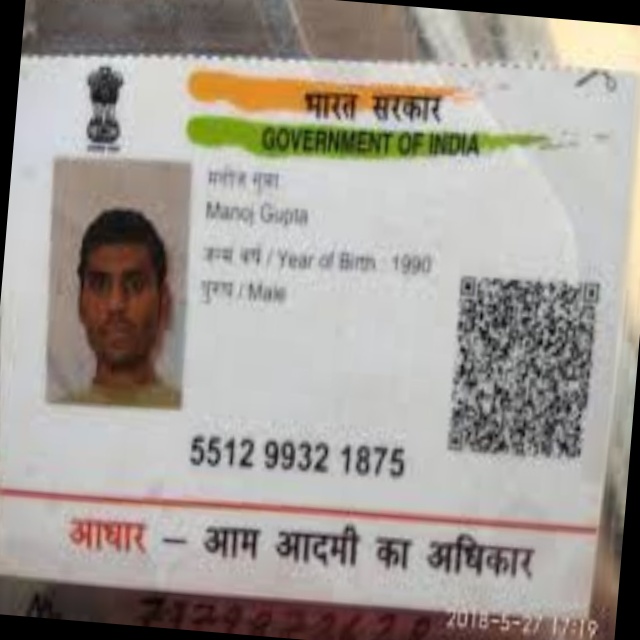 भारत सरकार
GOVERNMENT OF INDIA
मनोज गुप्ता
Manoj Gupta
जन्म वर्ष / Year of Birth : 1990
पुरुष / Male
5512 9932 1875
आधार – आम आदमी का अधिकार
2018-5-27 17:19